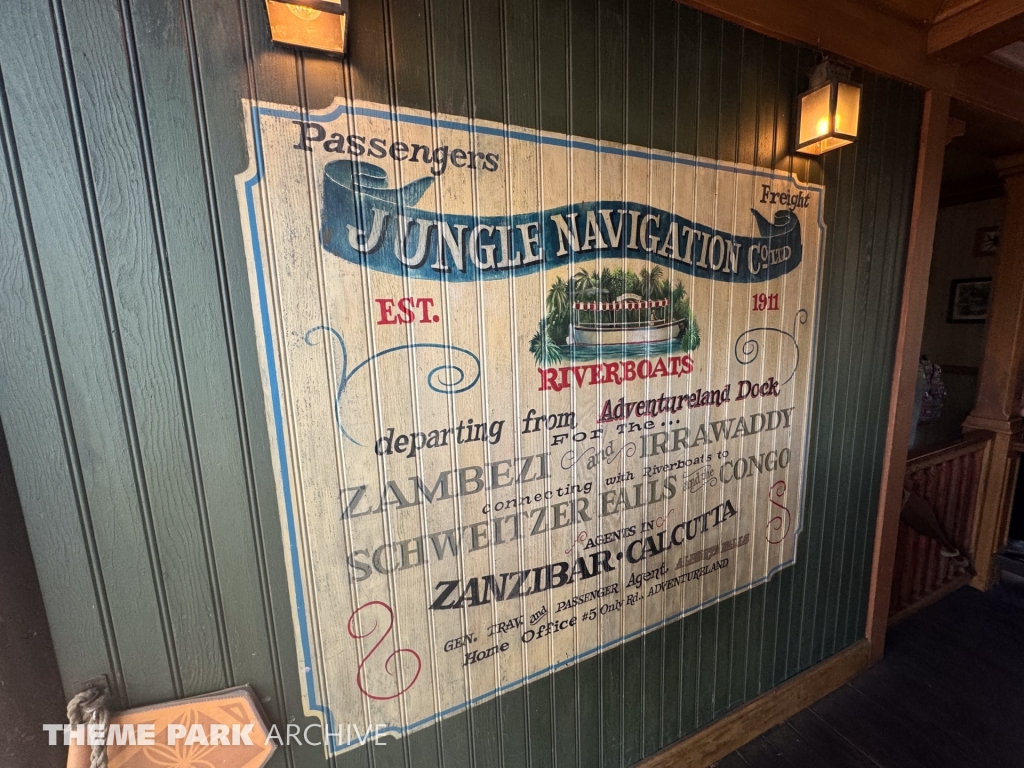 Passengers
Freight
JUNGLE NAVIGATION Co. LTD
EST.
1911
RIVERBOATS
departing from Adventureland Dock
For The...
ZAMBEZI and IRRAWADDY
connecting with Riverboats to
SCHWEITZER FALLS and the CONGO
AGENTS IN
ZANZIBAR • CALCUTTA
GEN. TRAF. and PASSENGER Agent,
Home Office #5 Only Rd., ADVENTURELAND
THEME PARK ARCHIVE